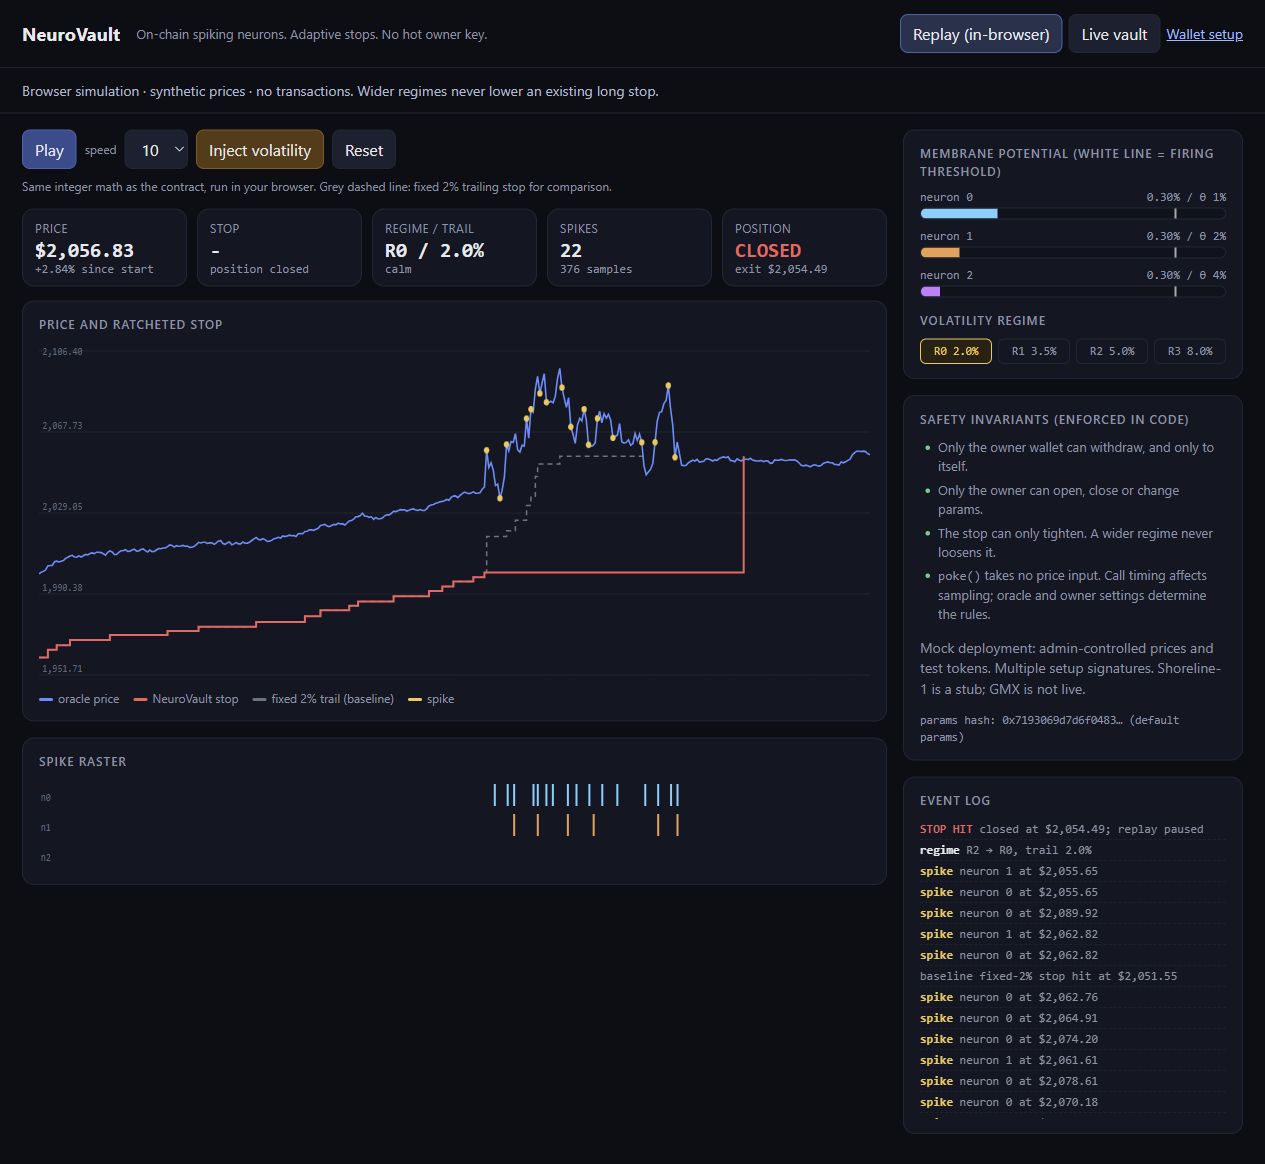 NeuroVault
On-chain spiking neurons. Adaptive stops. No hot owner key.
Replay (in-browser)
Live vault
Wallet setup
Browser simulation · synthetic prices · no transactions. Wider regimes never lower an existing long stop.
Play
speed
10
Inject volatility
Reset
Same integer math as the contract, run in your browser. Grey dashed line: fixed 2% trailing stop for comparison.
PRICE
$2,056.83
+2.84% since start
STOP
-
position closed
REGIME / TRAIL
R0 / 2.0%
calm
SPIKES
22
376 samples
POSITION
CLOSED
exit $2,054.49
PRICE AND RATCHETED STOP
2,106.40
2,067.73
2,029.05
1,990.38
1,951.71
oracle price
NeuroVault stop
fixed 2% trail (baseline)
spike
SPIKE RASTER
n0
n1
n2
MEMBRANE POTENTIAL (WHITE LINE = FIRING
THRESHOLD)
neuron 0
0.30% / θ 1%
neuron 1
0.30% / θ 2%
neuron 2
0.30% / θ 4%
VOLATILITY REGIME
R0 2.0%
R1 3.5%
R2 5.0%
R3 8.0%
SAFETY INVARIANTS (ENFORCED IN CODE)
• Only the owner wallet can withdraw, and only to
itself.
• Only the owner can open, close or change
params.
• The stop can only tighten. A wider regime never
loosens it.
• poke() takes no price input. Call timing affects
sampling; oracle and owner settings determine
the rules.
Mock deployment: admin-controlled prices and
test tokens. Multiple setup signatures. Shoreline-
1 is a stub; GMX is not live.
params hash: 0x7193069d7d6f0483… (default
params)
EVENT LOG
STOP HIT closed at $2,054.49; replay paused
regime R2 → R0, trail 2.0%
spike neuron 1 at $2,055.65
spike neuron 0 at $2,055.65
spike neuron 0 at $2,089.92
spike neuron 1 at $2,062.82
spike neuron 0 at $2,062.82
baseline fixed-2% stop hit at $2,051.55
spike neuron 0 at $2,062.76
spike neuron 0 at $2,064.91
spike neuron 0 at $2,074.20
spike neuron 1 at $2,061.61
spike neuron 0 at $2,078.61
spike neuron 0 at $2,070.18